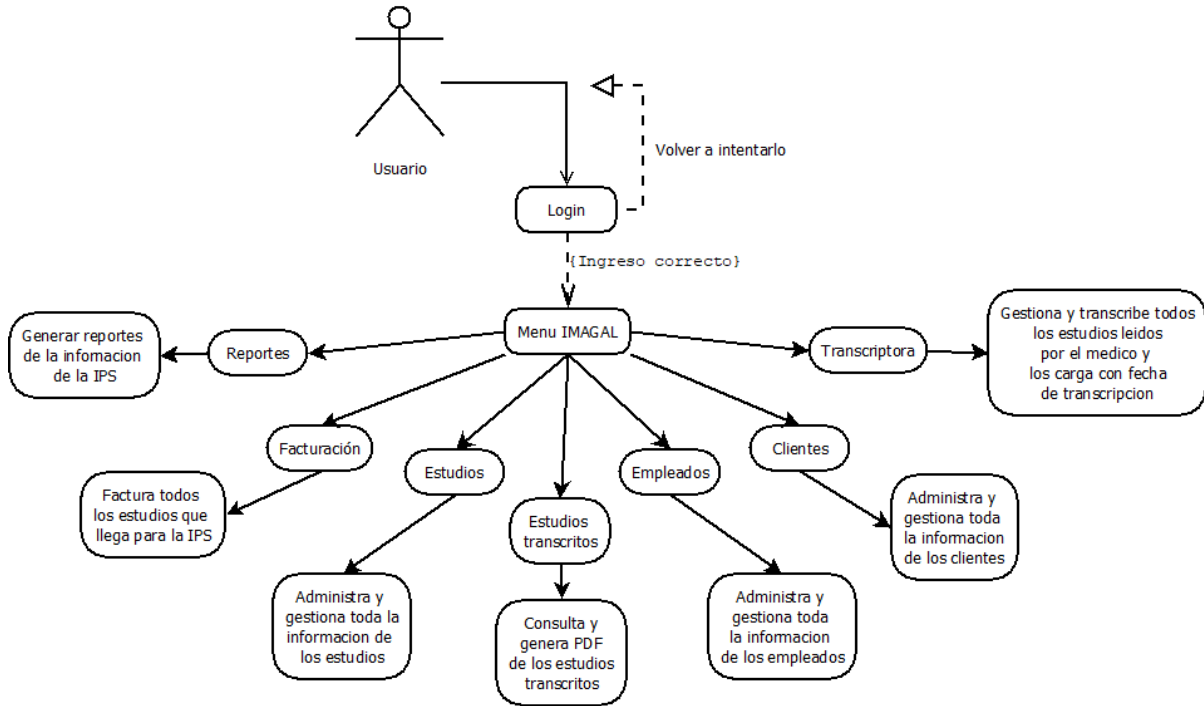 Usuario
Volver a intentarlo
Login
{Ingreso correcto}
Menu IMAGAL
Reportes
Generar reportes
de la infomacion
de la IPS
Transcriptora
Gestiona y transcribe todos
los estudios leidos
por el medico y
los carga con fecha
de transcripcion
Facturación
Factura todos
los estudios que
llega para la IPS
Estudios
Administra y
gestiona toda la
informacion de
los estudios
Estudios
transcritos
Consulta y
genera PDF
de los estudios
transcritos
Empleados
Administra y
gestiona toda
la informacion
de los empleados
Clientes
Administra y
gestiona toda
la informacion
de los clientes